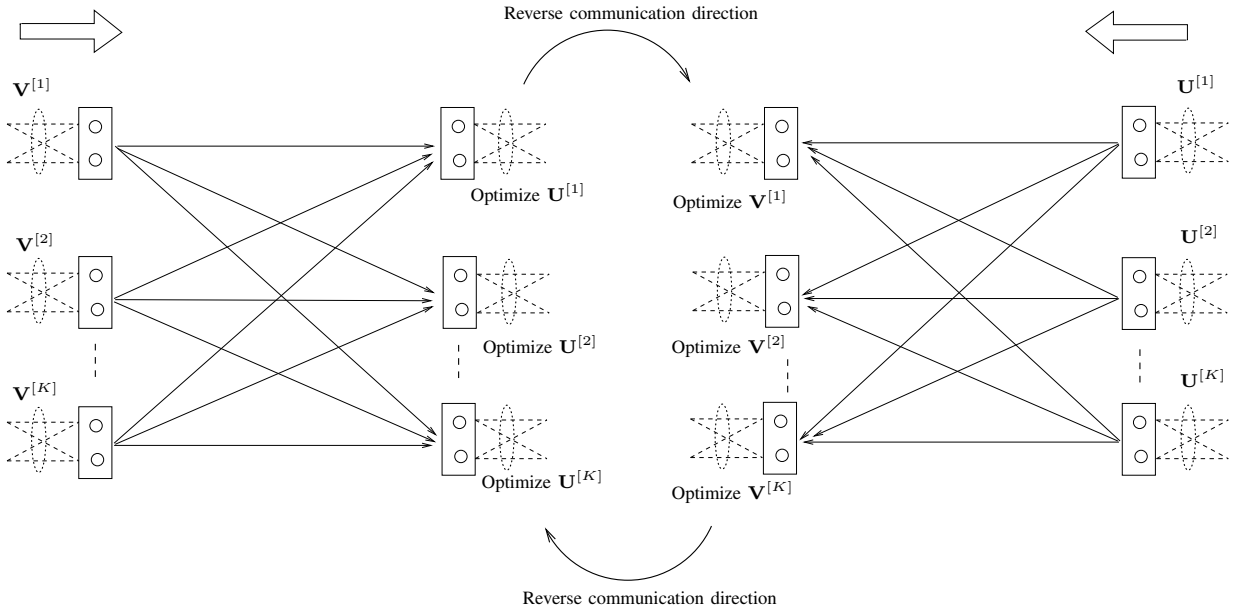 Reverse communication direction
V^{[1]}
U^{[1]}
Optimize U^{[1]}
Optimize V^{[1]}
V^{[2]}
U^{[2]}
Optimize U^{[2]}
Optimize V^{[2]}
V^{[K]}
U^{[K]}
Optimize U^{[K]}
Optimize V^{[K]}
Reverse communication direction